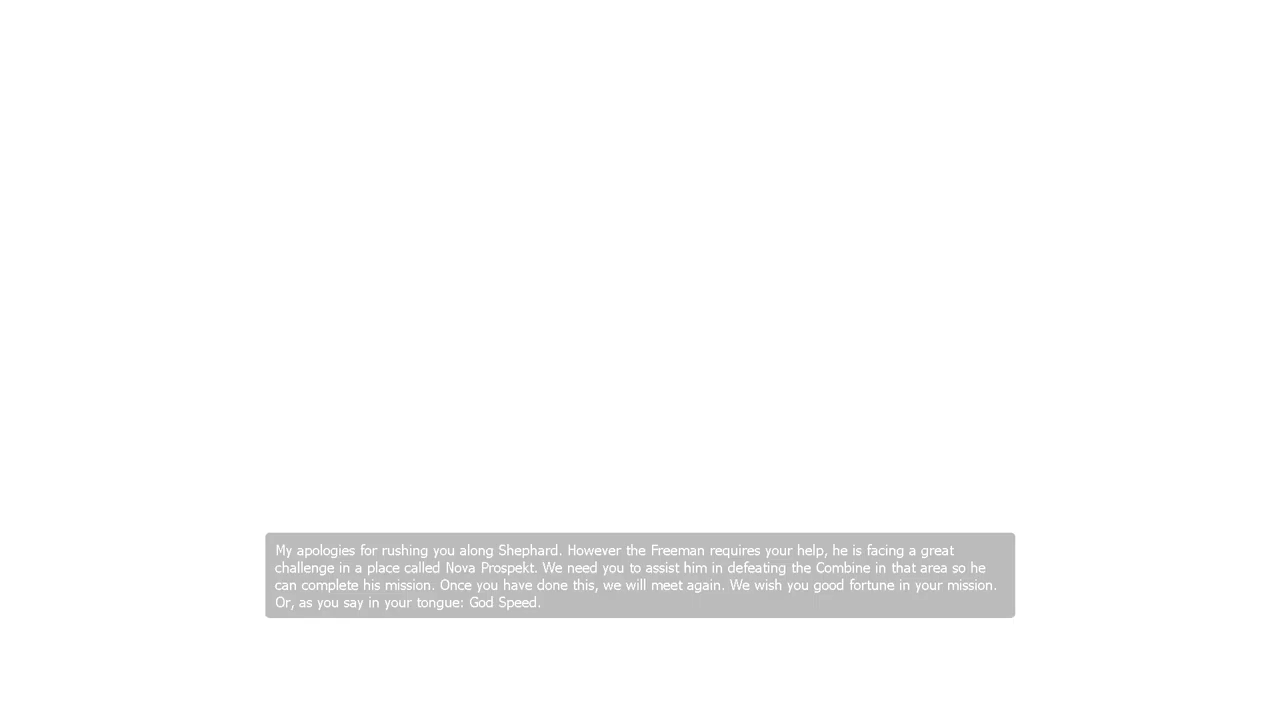 My apologies for rushing you along Shephard. However the Freeman requires your help, he is facing a great
challenge in a place called Nova Prospekt. We need you to assist him in defeating the Combine in that area so he
can complete his mission. Once you have done this, we will meet again. We wish you good fortune in your mission.
Or, as you say in your tongue: God Speed.